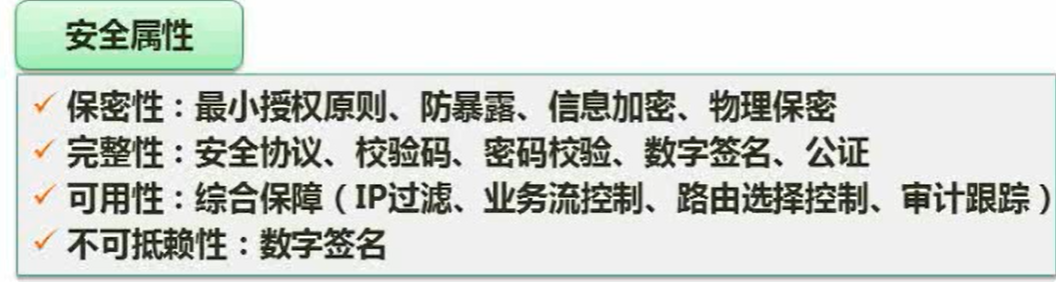 安全属性
✓ 保密性：最小授权原则、防暴露、信息加密、物理保密
✓ 完整性：安全协议、校验码、密码校验、数字签名、公证
✓ 可用性：综合保障（IP过滤、业务流控制、路由选择控制、审计跟踪）
✓ 不可抵赖性：数字签名